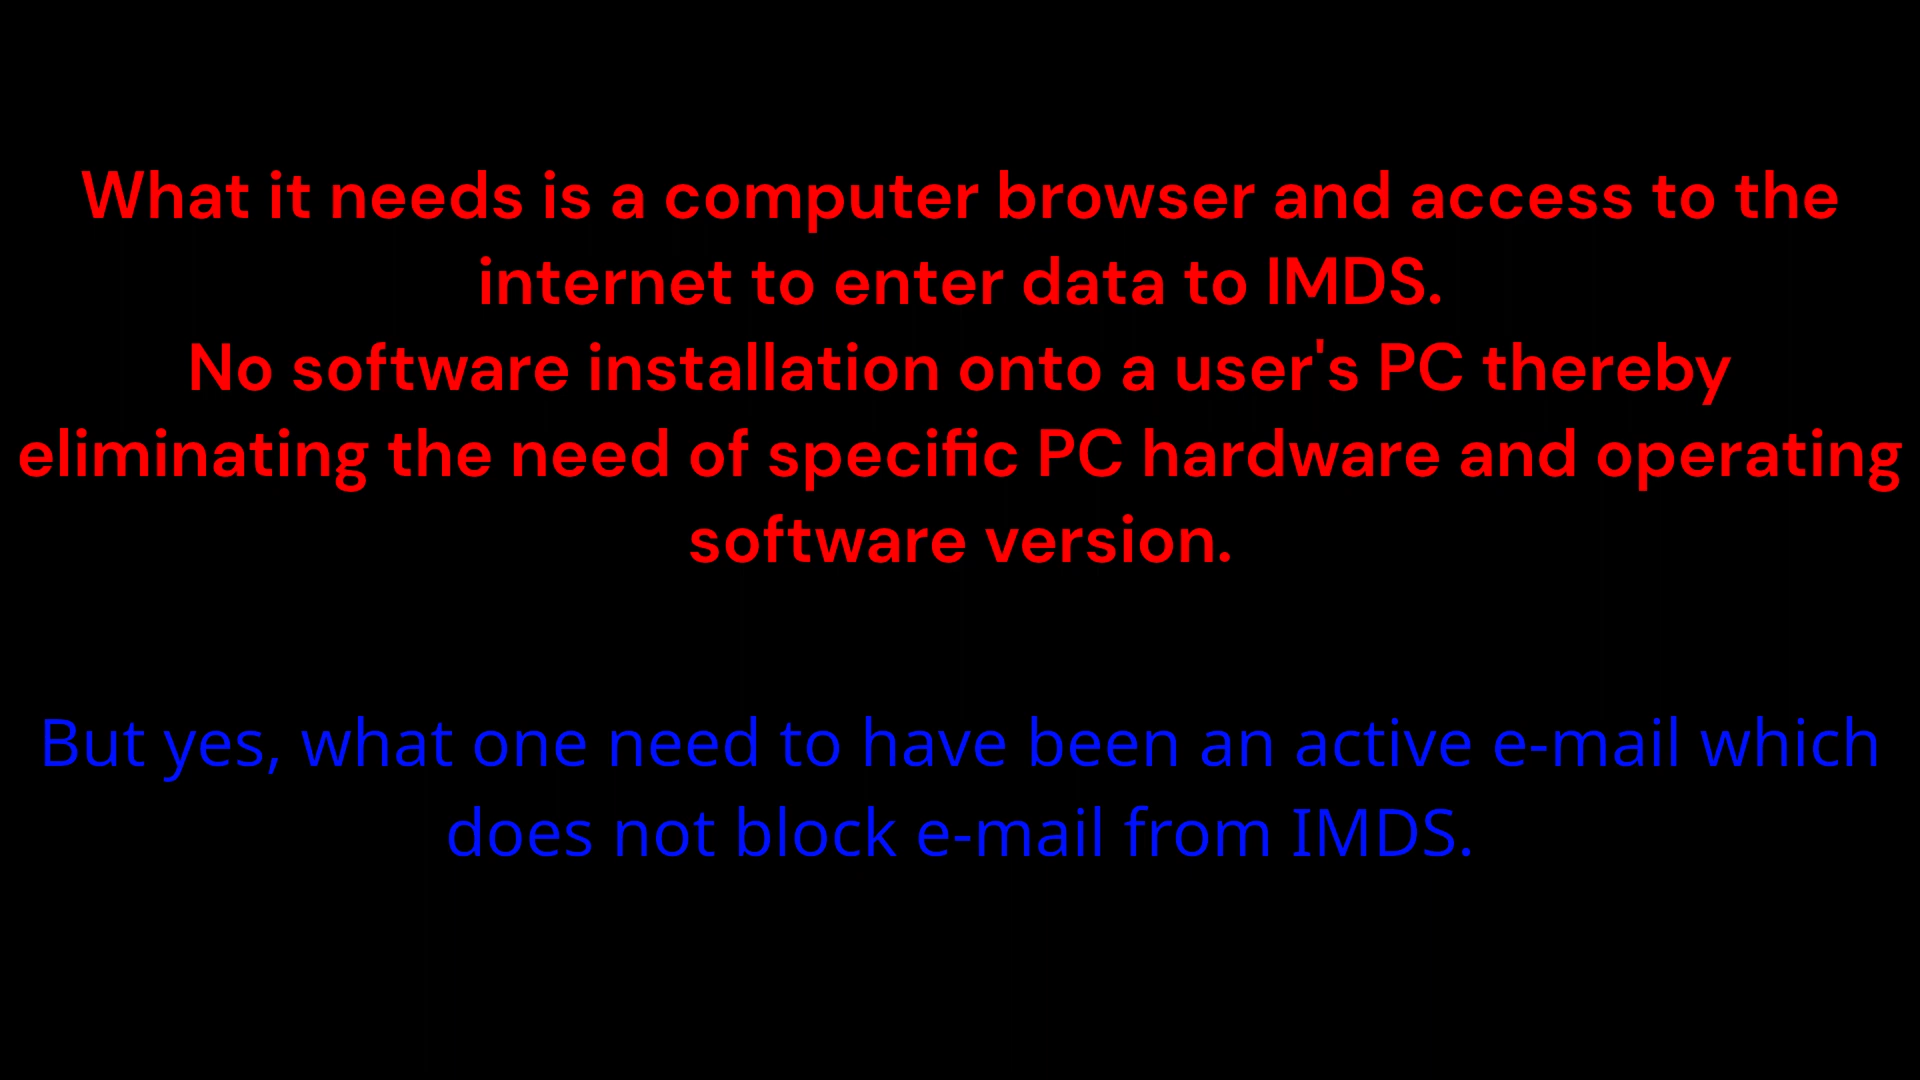 What it needs is a computer browser and access to the
internet to enter data to IMDS.
No software installation onto a user's PC thereby
eliminating the need of specific PC hardware and operating
software version.
But yes, what one need to have been an active e-mail which
does not block e-mail from IMDS.